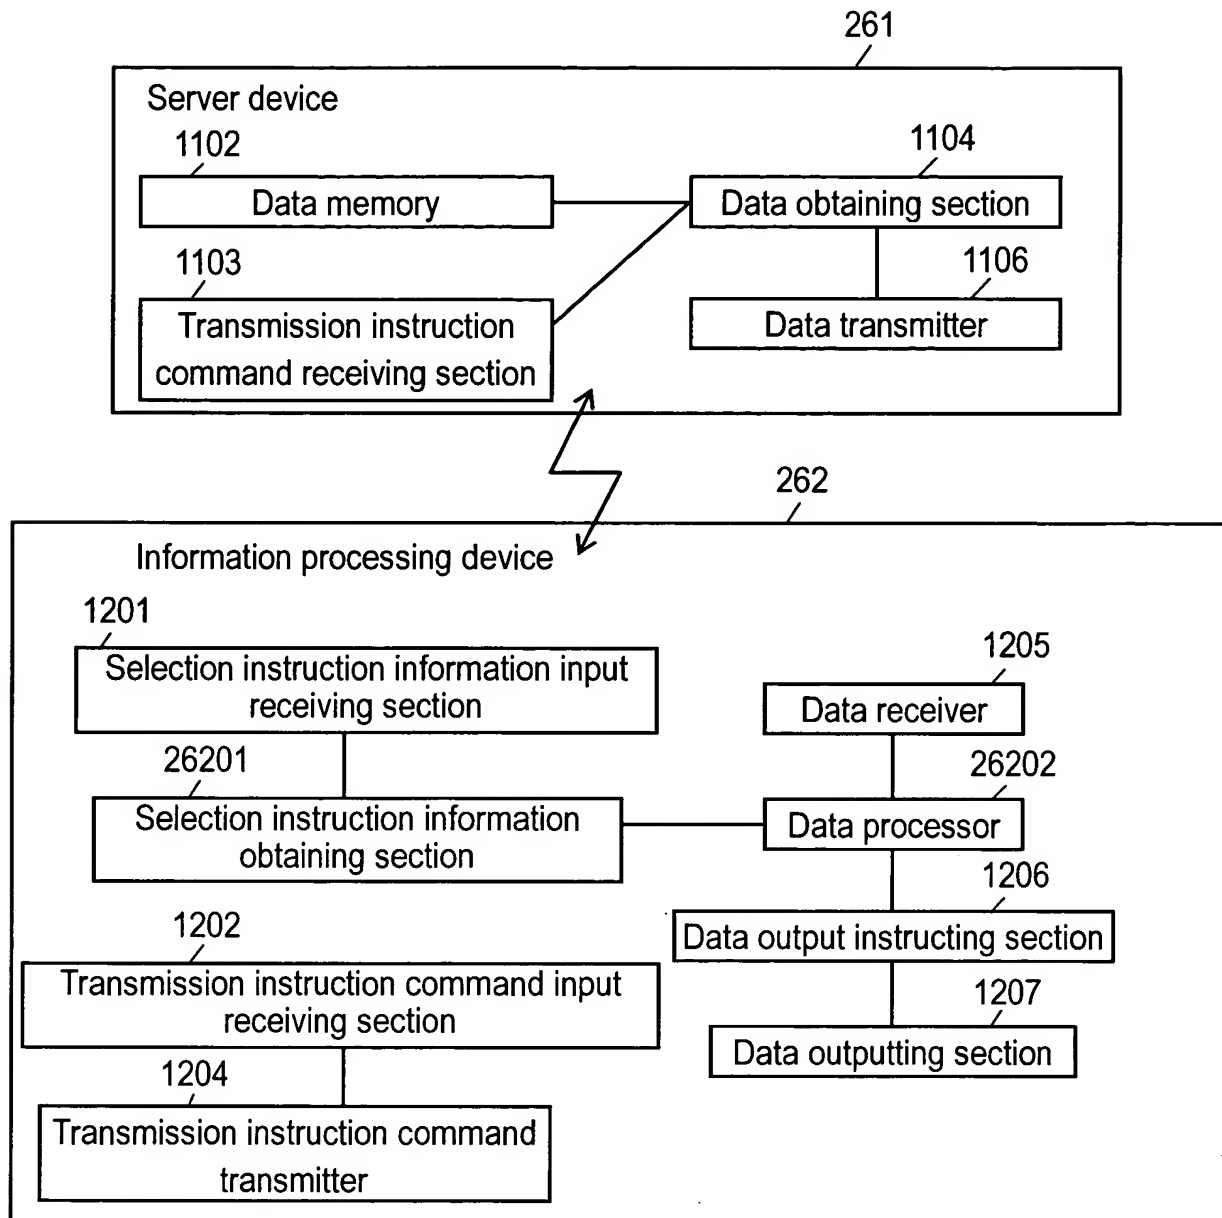 261
Server device
1102
Data memory
1104
Data obtaining section
1103
Transmission instruction
command receiving section
1106
Data transmitter
262
Information processing device
1201
Selection instruction information input
receiving section
1205
Data receiver
26201
Selection instruction information
obtaining section
26202
Data processor
1206
Data output instructing section
1202
Transmission instruction command input
receiving section
1207
Data outputting section
1204
Transmission instruction command
transmitter